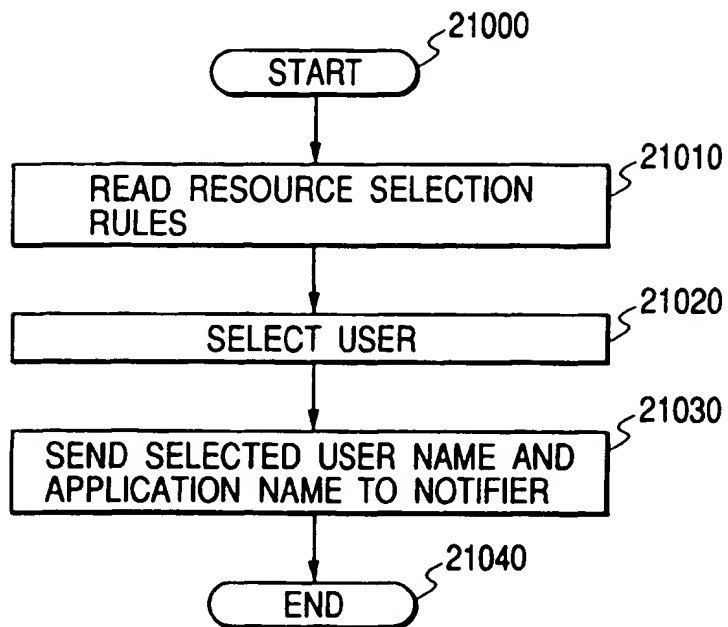 21000
START
21010
READ RESOURCE SELECTION
RULES
21020
SELECT USER
21030
SEND SELECTED USER NAME AND
APPLICATION NAME TO NOTIFIER
21040
END